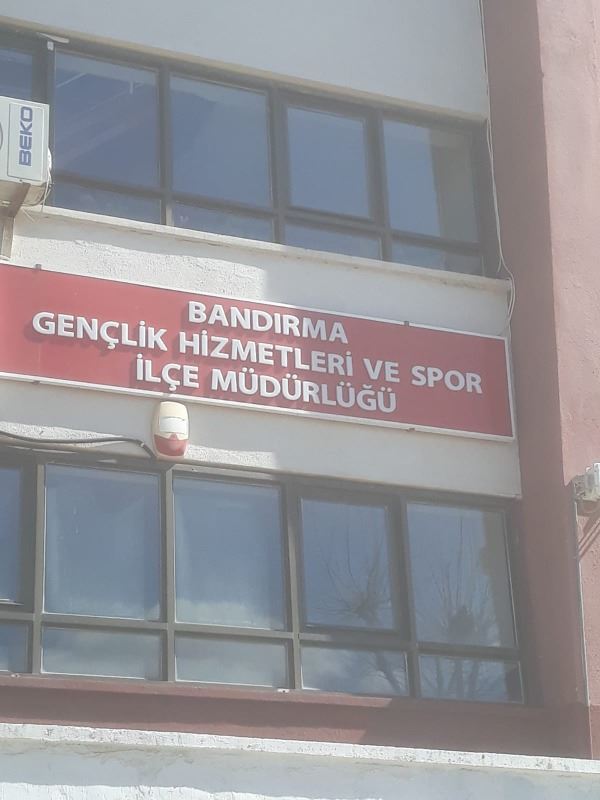 BEKO
BANDIRMA
GENÇLİK HİZMETLERİ VE SPOR
İLÇE MÜDÜRLÜĞÜ